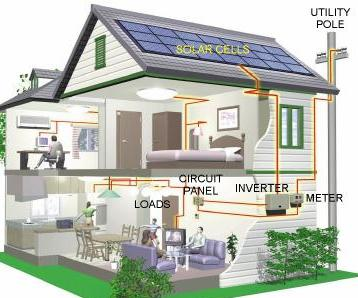 UTILITY
POLE
SOLAR CELLS
CIRCUIT
PANEL
INVERTER
METER
LOADS